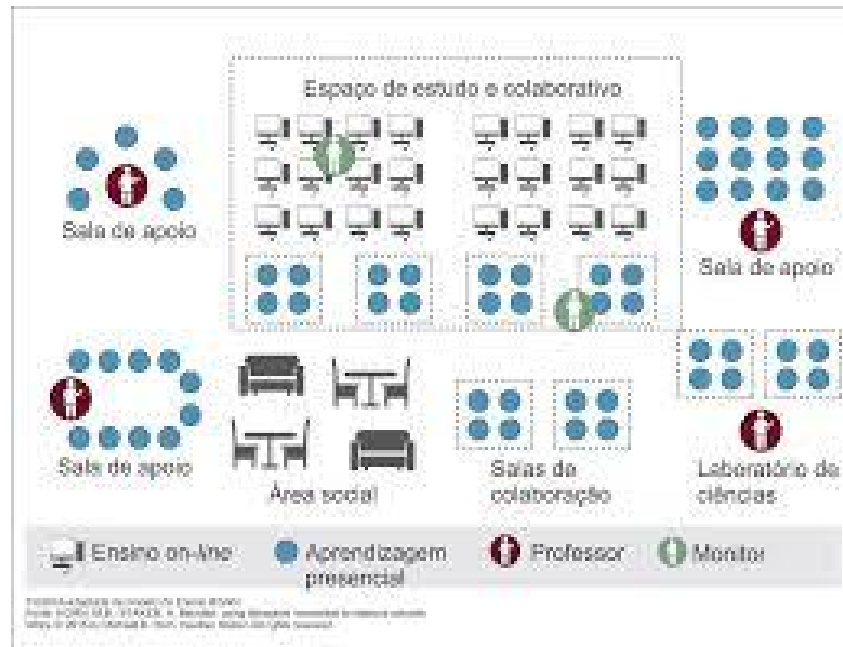 Espaço de estudo e colaborativo
Sala de apoio
Sala de apoio
Sala de apoio
Área social
Salas de
colaboração
Laboratório de
ciências
Ensino on-line
Aprendizagem
presencial
Professor
Monitor